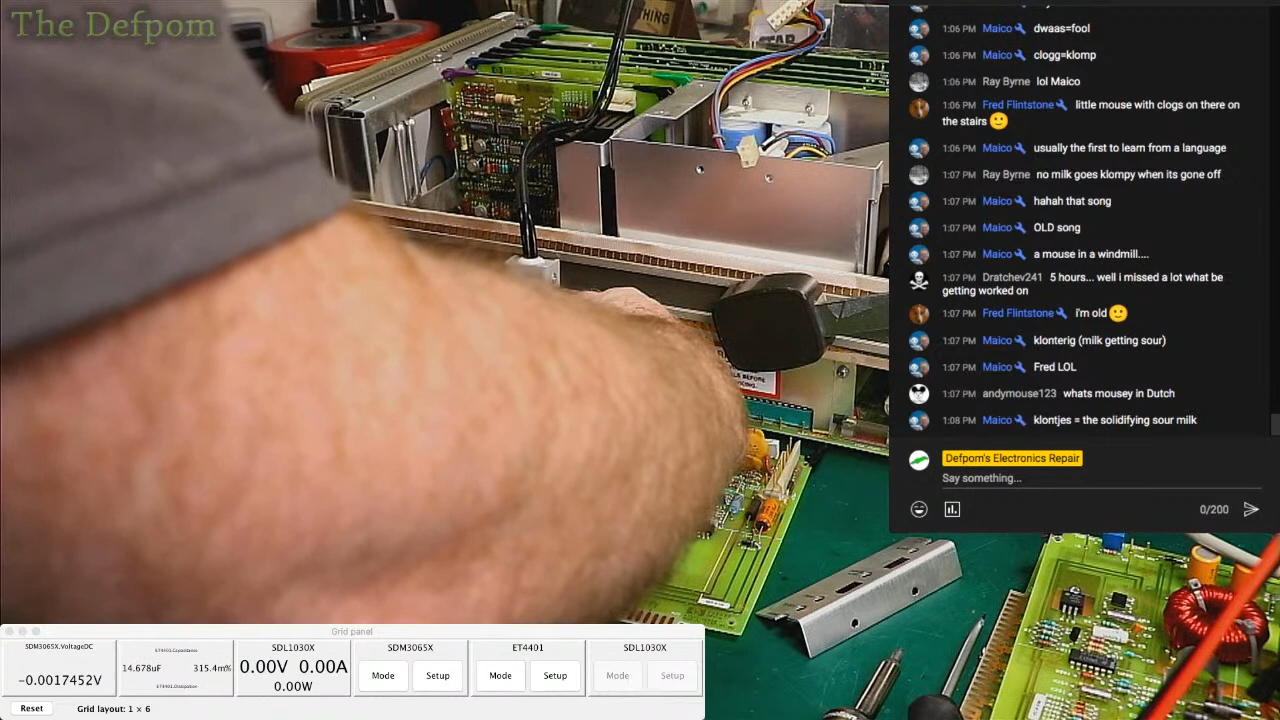 The Defpom
THING
STAR
1:06 PM Maico dwaas=fool
1:06 PM Maico clogg=klomp
1:06 PM Ray Byrne lol Maico
1:06 PM Fred Flintstone little mouse with clogs on there on
the stairs 🙂
1:06 PM Maico usually the first to learn from a language
1:07 PM Ray Byrne no milk goes klompy when its gone off
1:07 PM Maico hahah that song
1:07 PM Maico OLD song
1:07 PM Maico a mouse in a windmill....
1:07 PM Dratchev241 5 hours... well i missed a lot what be
getting worked on
1:07 PM Fred Flintstone i'm old 🙂
1:07 PM Maico klonterig (milk getting sour)
1:07 PM Maico Fred LOL
1:07 PM andymouse123 whats mousey in Dutch
1:08 PM Maico klontjes = the solidifying sour milk
Defpom's Electronics Repair
Say something...
0/200
BEFORE
Grid panel
SDM3065X.VoltageDC
-0.0017452V
ET4401.Capacitance
14.678uF 315.4m%
ET4401.Dissipation
SDL1030X
0.00V 0.00A
0.00W
SDM3065X
Mode Setup
ET4401
Mode Setup
SDL1030X
Mode Setup
Reset Grid layout: 1 × 6